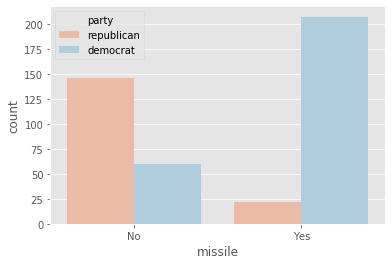 party
republican
democrat
200
175
150
125
100
75
50
25
0
count
No
Yes
missile